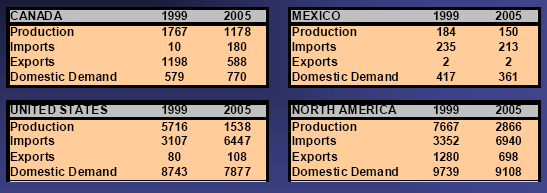 CANADA 1999 2005
Production 1767 1178
Imports 10 180
Exports 1198 588
Domestic Demand 579 770
MEXICO 1999 2005
Production 184 150
Imports 235 213
Exports 2 2
Domestic Demand 417 361
UNITED STATES 1999 2005
Production 5716 1538
Imports 3107 6447
Exports 80 108
Domestic Demand 8743 7877
NORTH AMERICA 1999 2005
Production 7667 2866
Imports 3352 6940
Exports 1280 698
Domestic Demand 9739 9108